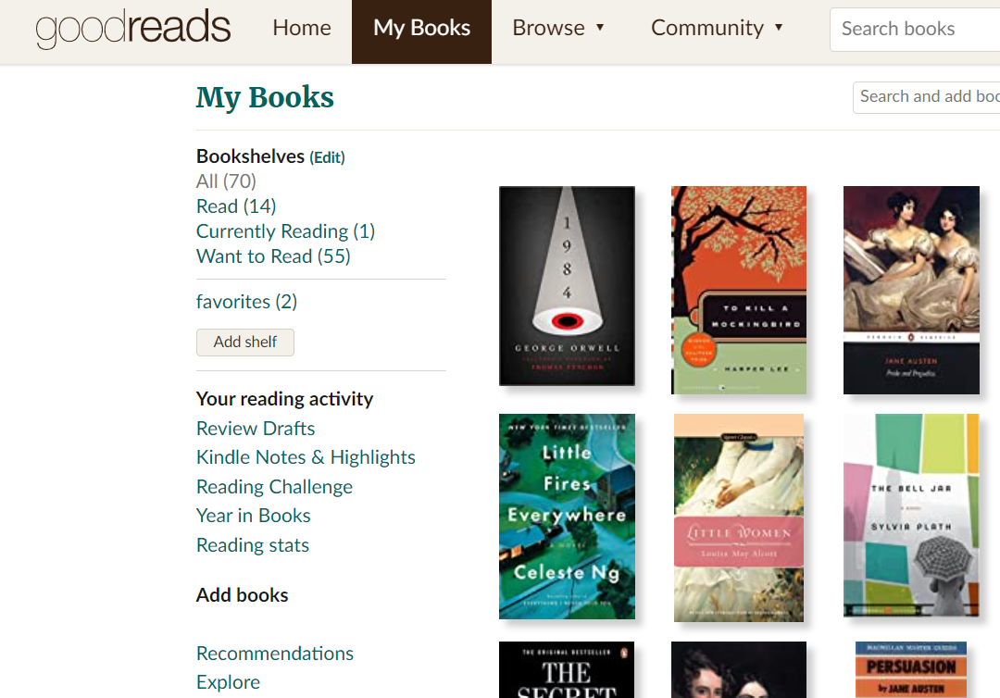 goodreads
Home
My Books
Browse ▼
Community ▼
Search books
My Books
Search and add boo
Bookshelves (Edit)
All (70)
Read (14)
Currently Reading (1)
Want to Read (55)
favorites (2)
Add shelf
Your reading activity
Review Drafts
Kindle Notes & Highlights
Reading Challenge
Year in Books
Reading stats
Add books
Recommendations
Explore
1
9
8
4
GEORGE ORWELL
THOMAS PYNCHON
TO KILL A
MOCKINGBIRD
HARPER LEE
PENGUIN CLASSICS
JANE AUSTEN
Pride and Prejudice
NEW YORK TIMES BESTSELLER
Little
Fires
Everywhere
A NOVEL
Celeste Ng
LITTLE WOMEN
Louisa May Alcott
THE BELL JAR
A NOVEL
SYLVIA PLATH
THE ORIGINAL BESTSELLER
THE
SECRET
MACMILLAN MASTER GUIDES
PERSUASION
by JANE AUSTEN